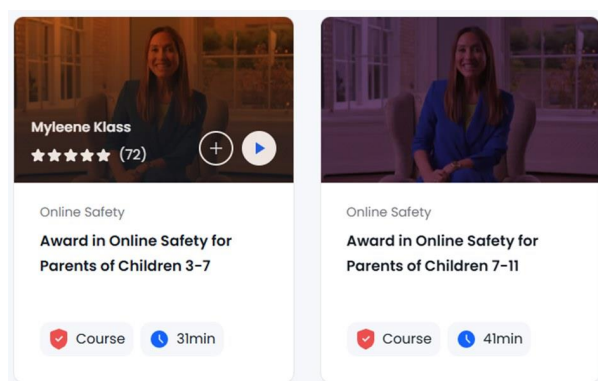 Myleene Klass
(72)
Online Safety
Award in Online Safety for
Parents of Children 3-7
Course
31min
Online Safety
Award in Online Safety for
Parents of Children 7-11
Course
41min